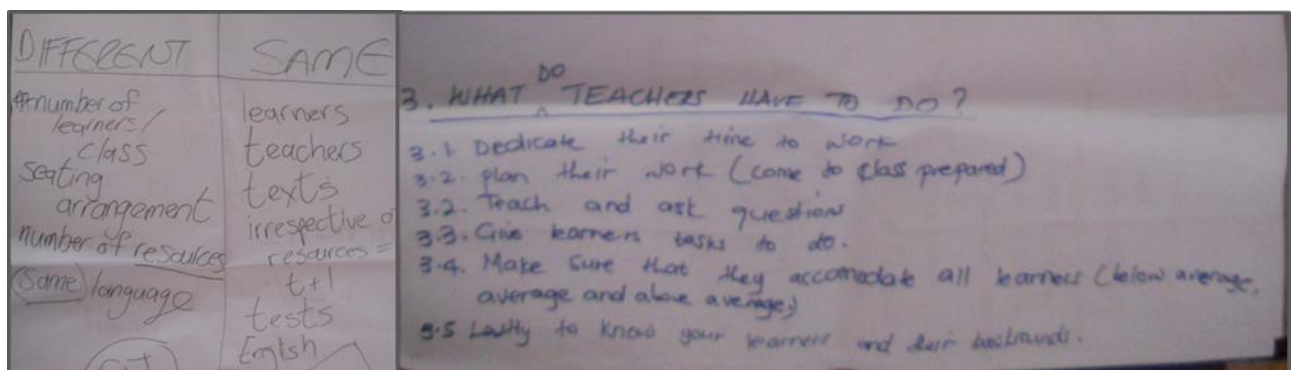 DIFFERENT
number of
learners/
class
seating
arrangement
number of resources
(Same) language
SAME
learners
teachers
texts
irrespective of
resources =
t+l
tests
English
DO
3. WHAT ^ TEACHERS HAVE TO DO?
3.1 Dedicate their time to work
3.2. plan their work (come to class prepared)
3.2. Teach and ask question
3.3. Give learners tasks to do.
3.4. Make sure that they accomodate all learners (below average,
average and above average)
3.5 Lastly to know your learners and their backrounds.